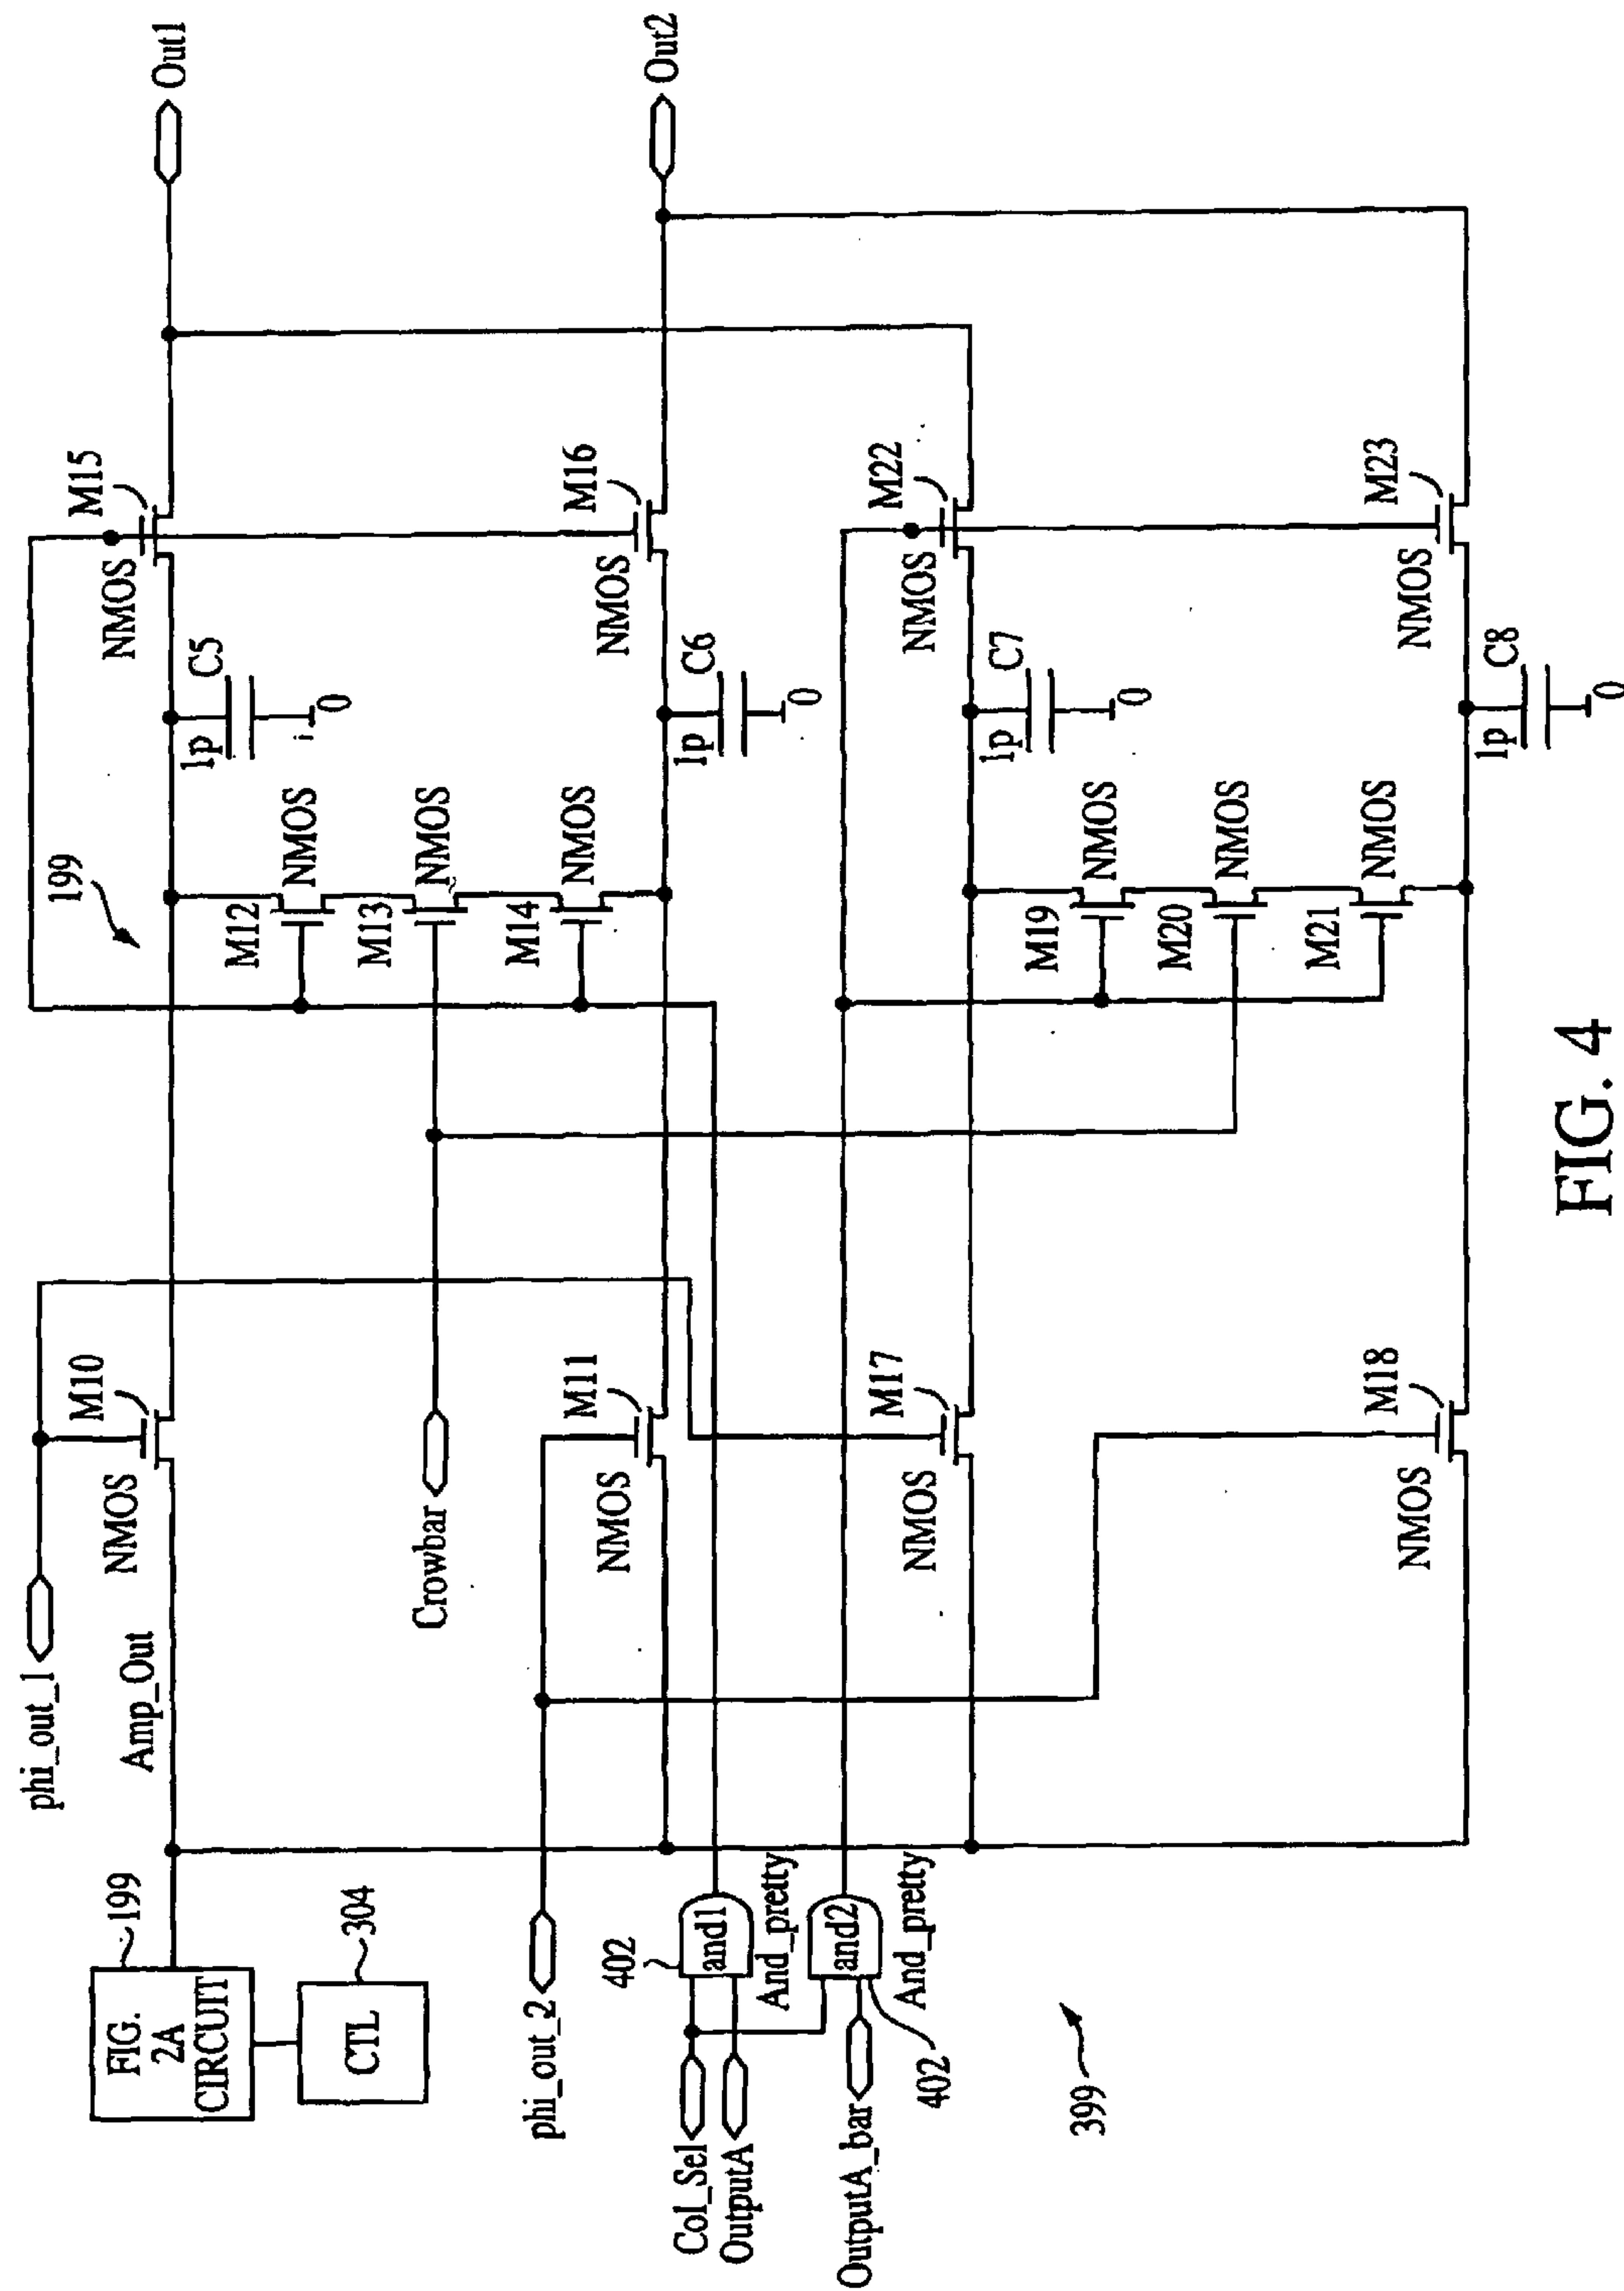 phi_out_1
M10
NMOS
Amp_Out
FIG.
2A
CIRCUIT
199
CTL
304
199
M15
NMOS
Out1
1p
C5
0
M12
NMOS
M13
NMOS
M14
NMOS
Crowbar
phi_out_2
M11
NMOS
M16
NMOS
Out2
1p
C6
0
Col_Sel
OutputA
402
and1
And_pretty
OutputA_bar
and2
And_pretty
402
M17
NMOS
M22
NMOS
1p
C7
0
M19
NMOS
M20
NMOS
M21
NMOS
M18
NMOS
M23
NMOS
1p
C8
0
399
FIG. 4